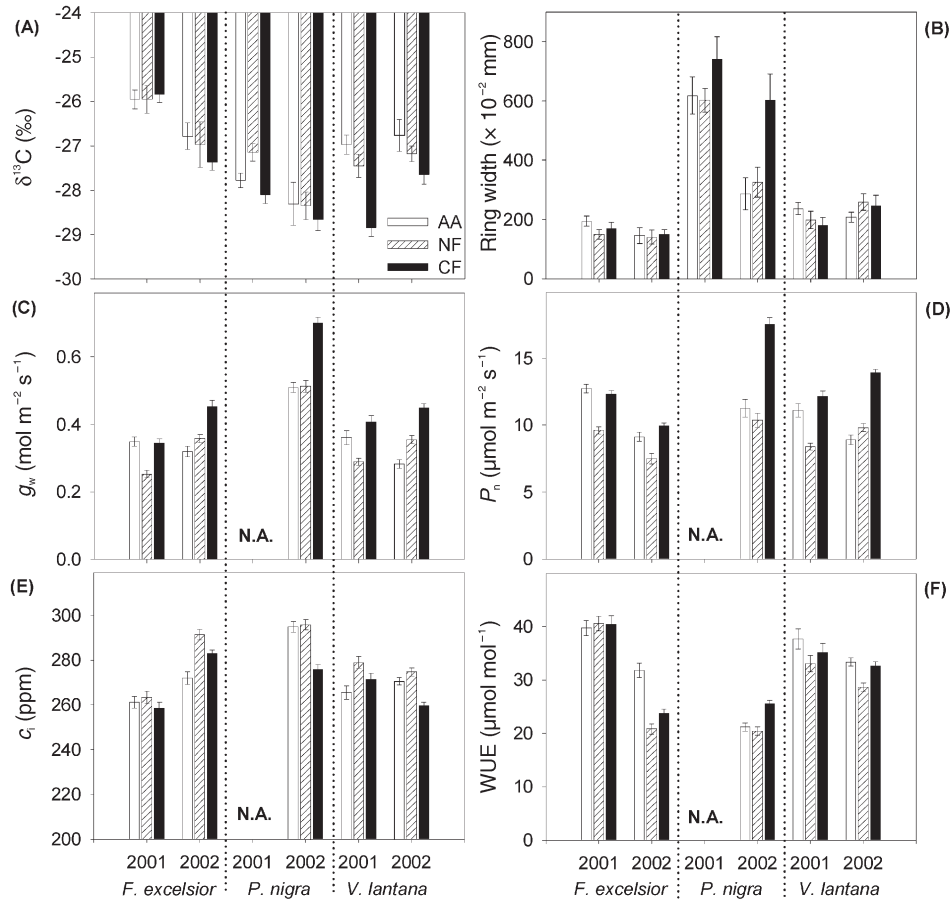 (A)
-24
-25
-26
-27
-28
-29
-30
δ¹³C (‰)
AA
NF
CF
(B)
800
600
400
200
0
Ring width (× 10⁻² mm)
(C)
0.6
0.4
0.2
0.0
g_w (mol m⁻² s⁻¹)
N.A.
(D)
15
10
5
0
P_n (μmol m⁻² s⁻¹)
N.A.
(E)
300
280
260
240
220
200
c_i (ppm)
N.A.
2001 2002 2001 2002 2001 2002
F. excelsior P. nigra V. lantana
(F)
40
30
20
10
0
WUE (μmol mol⁻¹)
N.A.
2001 2002 2001 2002 2001 2002
F. excelsior P. nigra V. lantana